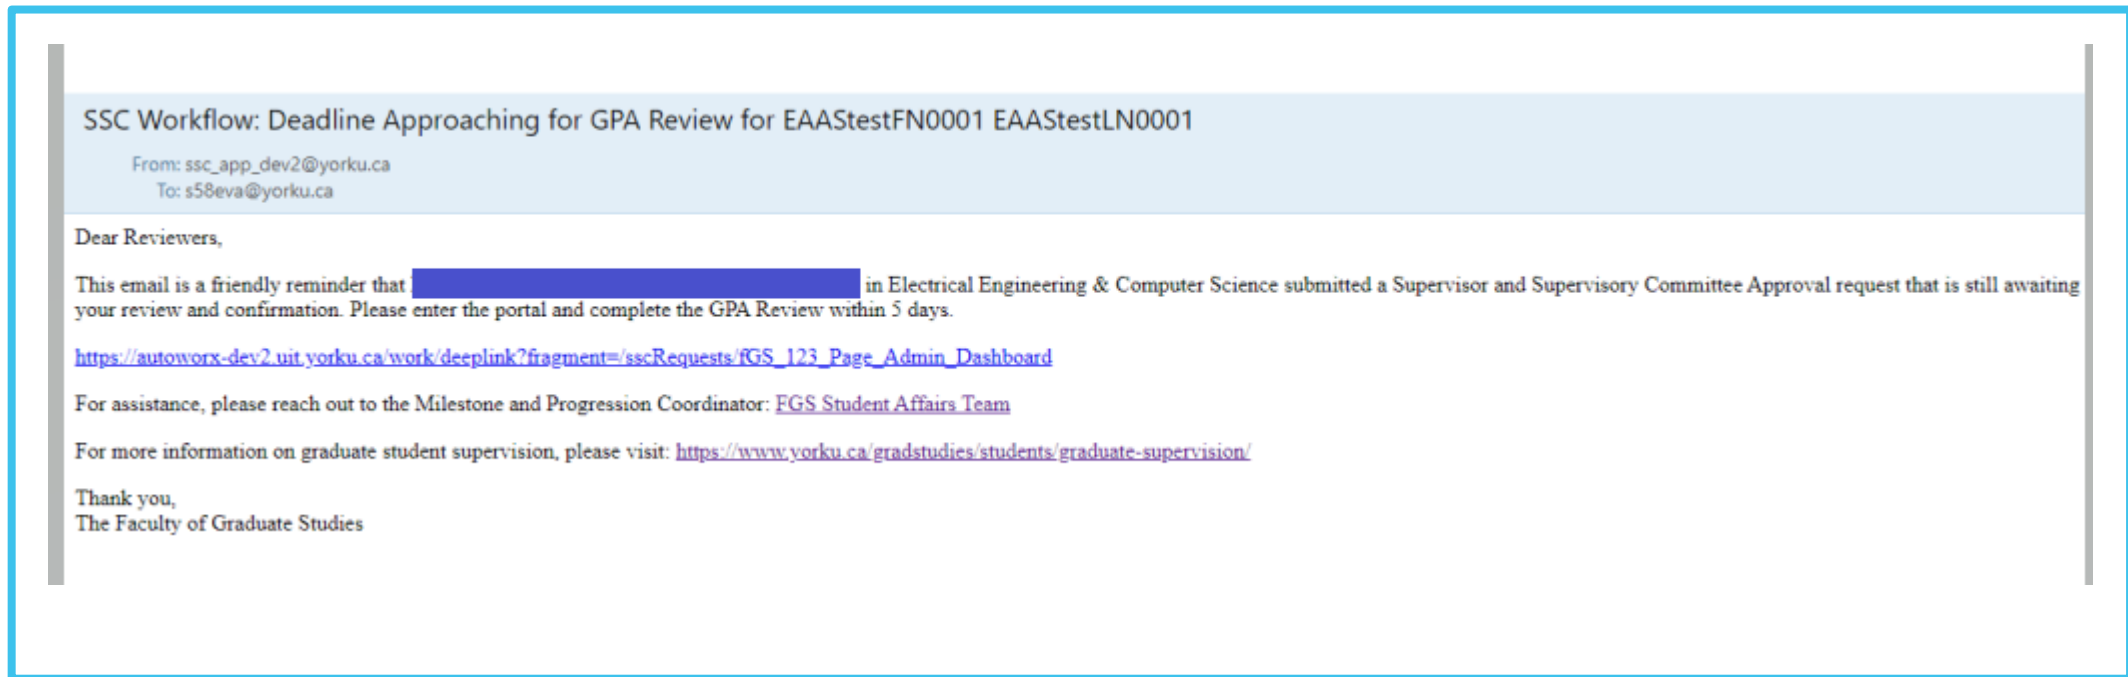 SSC Workflow: Deadline Approaching for GPA Review for EAAStestFN0001 EAAStestLN0001
From: ssc_app_dev2@yorku.ca
To: s58eva@yorku.ca
Dear Reviewers,
This email is a friendly reminder that in Electrical Engineering & Computer Science submitted a Supervisor and Supervisory Committee Approval request that is still awaiting
your review and confirmation. Please enter the portal and complete the GPA Review within 5 days.
https://autoworx-dev2.uit.yorku.ca/work/deeplink?fragment=/sscRequests/fGS_123_Page_Admin_Dashboard
For assistance, please reach out to the Milestone and Progression Coordinator: FGS Student Affairs Team
For more information on graduate student supervision, please visit: https://www.yorku.ca/gradstudies/students/graduate-supervision/
Thank you,
The Faculty of Graduate Studies